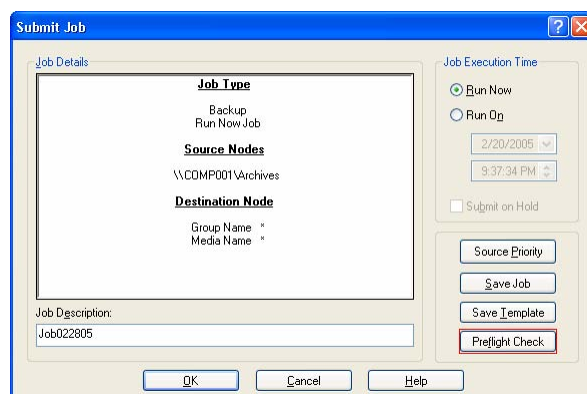 Submit Job
Job Details
Job Type
Backup
Run Now Job
Source Nodes
\\COMP001\Archives
Destination Node
Group Name *
Media Name *
Job Description:
Job022805
Job Execution Time
Run Now
Run On
2/20/2005
9:37:34 PM
Submit on Hold
Source Priority
Save Job
Save Template
Preflight Check
OK
Cancel
Help